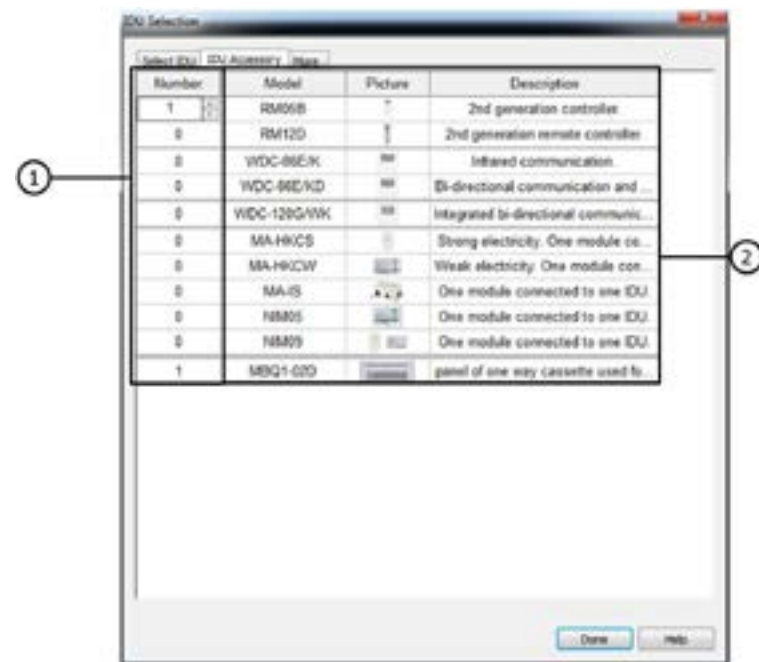 IDU Selection
Select IDU IDU Accessory More
Number Model Picture Description
1 RM05B 2nd generation controller
0 RM12D 2nd generation remote controller
0 WDC-86E/K Infrared communication
0 WDC-86E/KD Bi-directional communication and ...
0 WDC-120G/WK Integrated bi-directional communic...
0 MA-HKCS Strong electricity. One module co...
0 MA-HKCW Weak electricity. One module con...
0 MA-IS One module connected to one IDU.
0 NIM05 One module connected to one IDU.
0 NIM09 One module connected to one IDU.
1 MBQ1-02D panel of one way cassette used fo...
1
2
Done Help